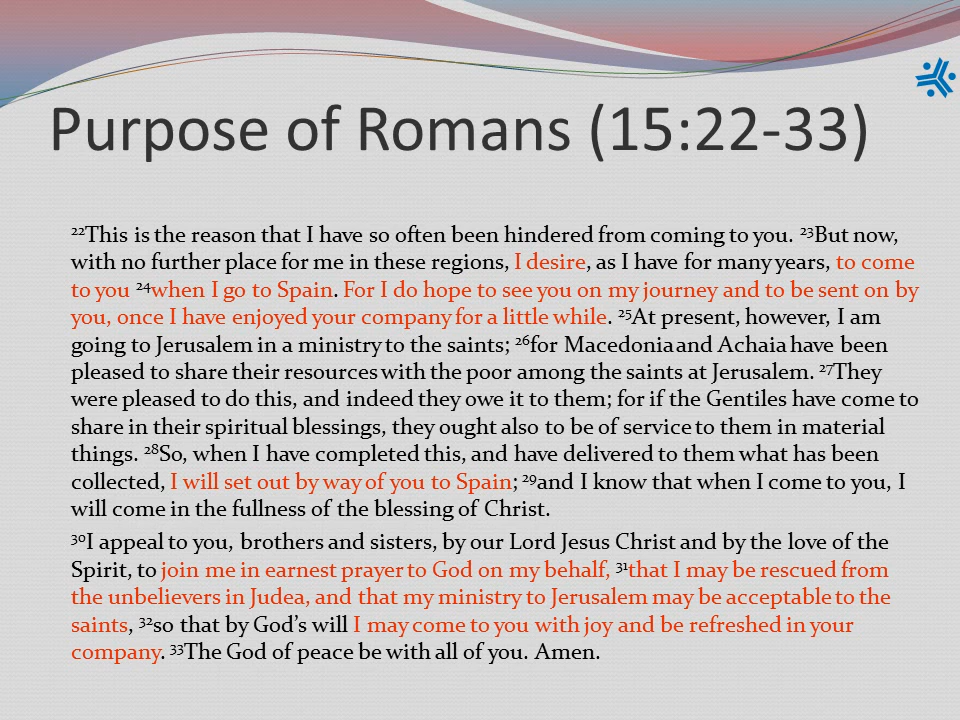 Purpose of Romans (15:22-33)
²²This is the reason that I have so often been hindered from coming to you. ²³But now,
with no further place for me in these regions, I desire, as I have for many years, to come
to you ²⁴when I go to Spain. For I do hope to see you on my journey and to be sent on by
you, once I have enjoyed your company for a little while. ²⁵At present, however, I am
going to Jerusalem in a ministry to the saints; ²⁶for Macedonia and Achaia have been
pleased to share their resources with the poor among the saints at Jerusalem. ²⁷They
were pleased to do this, and indeed they owe it to them; for if the Gentiles have come to
share in their spiritual blessings, they ought also to be of service to them in material
things. ²⁸So, when I have completed this, and have delivered to them what has been
collected, I will set out by way of you to Spain; ²⁹and I know that when I come to you, I
will come in the fullness of the blessing of Christ.
³⁰I appeal to you, brothers and sisters, by our Lord Jesus Christ and by the love of the
Spirit, to join me in earnest prayer to God on my behalf, ³¹that I may be rescued from
the unbelievers in Judea, and that my ministry to Jerusalem may be acceptable to the
saints, ³²so that by God’s will I may come to you with joy and be refreshed in your
company. ³³The God of peace be with all of you. Amen.